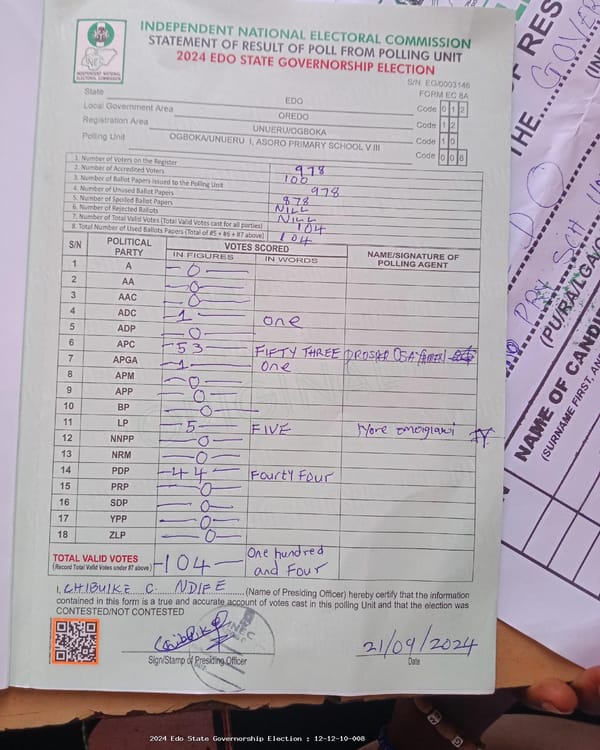 INDEPENDENT NATIONAL ELECTORAL COMMISSION
STATEMENT OF RESULT OF POLL FROM POLLING UNIT
2024 EDO STATE GOVERNORSHIP ELECTION
INEC
INDEPENDENT NATIONAL ELECTORAL COMMISSION
S/N. EG/0003146
FORM EC 8A
State EDO Code 0 1 2
Local Government Area OREDO Code 1 2
Registration Area UNUERU/OGBOKA Code 1 0
Polling Unit OGBOKA/UNUERU I, ASORO PRIMARY SCHOOL V III Code 0 0 8
1. Number of Voters on the Register 978
2. Number of Accredited Voters 100
3. Number of Ballot Papers Issued to the Polling Unit 978
4. Number of Unused Ballot Papers 878
5. Number of Spoiled Ballot Papers NILL
6. Number of Rejected Ballots NILL
7. Number of Total Valid Votes (Total Valid Votes cast for all parties) 104
8. Total Number of Used Ballots Papers (Total of #5 + #6 + #7 above) 104
S/N POLITICAL PARTY VOTES SCORED NAME/SIGNATURE OF POLLING AGENT
IN FIGURES IN WORDS
1 A 0
2 AA 0
3 AAC 0
4 ADC 1 one
5 ADP 0
6 APC 53 FIFTY THREE
7 APGA 1 one
8 APM 0
9 APP 0
10 BP 0
11 LP 5 FIVE
12 NNPP 0
13 NRM 0
14 PDP 44 Fourty Four
15 PRP 0
16 SDP 0
17 YPP 0
18 ZLP 0
TOTAL VALID VOTES 104 One hundred and Four
(Record Total Valid Votes under #7 above)
I, CHIBUIKE C. NDIFE (Name of Presiding Officer) hereby certify that the information
contained in this form is a true and accurate account of votes cast in this polling Unit and that the election was
CONTESTED/NOT CONTESTED
Sign/Stamp of Presiding Officer
INEC
21/09/2024
Date
GOVER
PRI SCH
(PU/RA/LGA/
NAME OF CANDI
(SURNAME FIRST, AND
2024 Edo State Governorship Election : 12-12-10-008